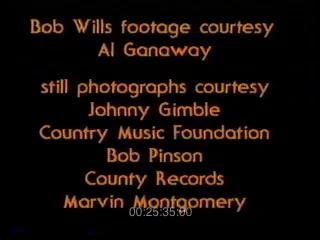 Bob Wills footage courtesy
Al Ganaway
still photographs courtesy
Johnny Gimble
Country Music Foundation
Bob Pinson
County Records
Marvin Montgomery
00:25:35:00